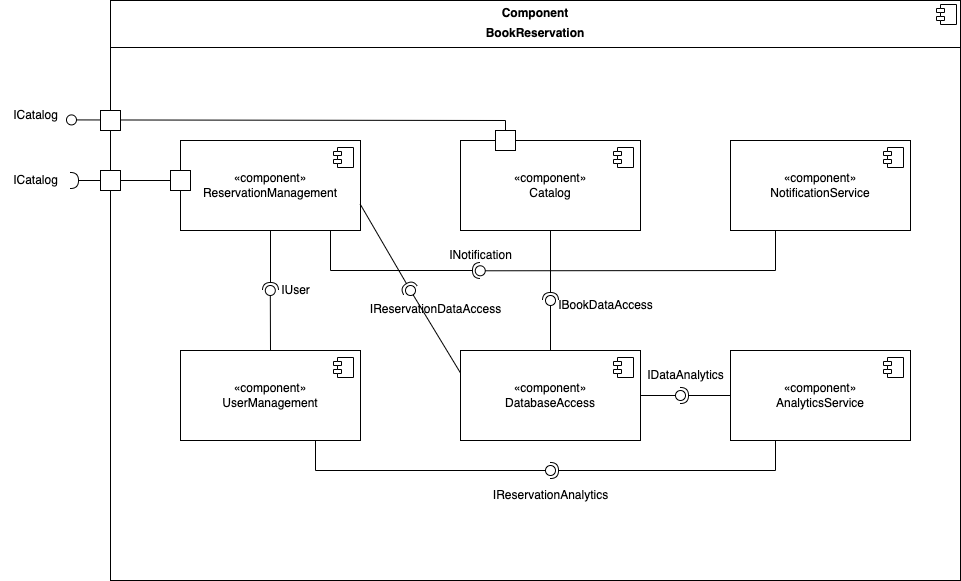 Component
BookReservation
ICatalog
ICatalog
«component»
ReservationManagement
«component»
Catalog
«component»
NotificationService
INotification
IUser
IReservationDataAccess
IBookDataAccess
«component»
UserManagement
«component»
DatabaseAccess
IDataAnalytics
«component»
AnalyticsService
IReservationAnalytics